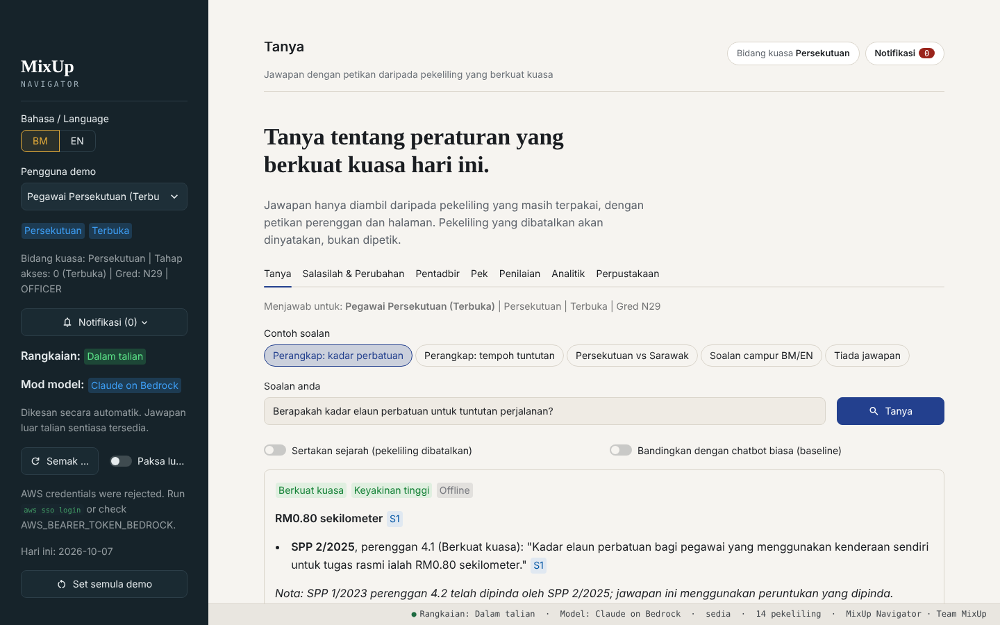 MixUp
NAVIGATOR
Bahasa / Language
BM EN
Pengguna demo
Pegawai Persekutuan (Terbu
Persekutuan Terbuka
Bidang kuasa: Persekutuan | Tahap
akses: 0 (Terbuka) | Gred: N29 |
OFFICER
Notifikasi (0)
Rangkaian: Dalam talian
Mod model: Claude on Bedrock
Dikesan secara automatik. Jawapan
luar talian sentiasa tersedia.
Semak ... Paksa lu...
AWS credentials were rejected. Run
aws sso login or check
AWS_BEARER_TOKEN_BEDROCK.
Hari ini: 2026-10-07
Set semula demo
Tanya
Bidang kuasa Persekutuan Notifikasi 0
Jawapan dengan petikan daripada pekeliling yang berkuat kuasa
Tanya tentang peraturan yang
berkuat kuasa hari ini.
Jawapan hanya diambil daripada pekeliling yang masih terpakai, dengan
petikan perenggan dan halaman. Pekeliling yang dibatalkan akan
dinyatakan, bukan dipetik.
Tanya Salasilah & Perubahan Pentadbir Pek Penilaian Analitik Perpustakaan
Menjawab untuk: Pegawai Persekutuan (Terbuka) | Persekutuan | Terbuka | Gred N29
Contoh soalan
Perangkap: kadar perbatuan Perangkap: tempoh tuntutan Persekutuan vs Sarawak Soalan campur BM/EN Tiada jawapan
Soalan anda
Berapakah kadar elaun perbatuan untuk tuntutan perjalanan? Tanya
Sertakan sejarah (pekeliling dibatalkan) Bandingkan dengan chatbot biasa (baseline)
Berkuat kuasa Keyakinan tinggi Offline
RM0.80 sekilometer S1
• SPP 2/2025, perenggan 4.1 (Berkuat kuasa): "Kadar elaun perbatuan bagi pegawai yang menggunakan kenderaan sendiri
untuk tugas rasmi ialah RM0.80 sekilometer." S1
Nota: SPP 1/2023 perenggan 4.2 telah dipinda oleh SPP 2/2025; jawapan ini menggunakan peruntukan yang dipinda.
● Rangkaian: Dalam talian · Model: Claude on Bedrock · sedia · 14 pekeliling · MixUp Navigator · Team MixUp